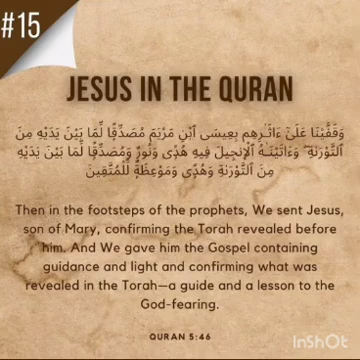 #15
JESUS IN THE QURAN
وَقَفَّيْنَا عَلَىٰٓ ءَاثَـٰرِهِم بِعِيسَى ٱبْنِ مَرْيَمَ مُصَدِّقًا لِّمَا بَيْنَ يَدَيْهِ مِنَ
ٱلتَّوْرَىٰةِ ۖ وَءَاتَيْنَـٰهُ ٱلْإِنجِيلَ فِيهِ هُدًى وَنُورٌ وَمُصَدِّقًا لِّمَا بَيْنَ يَدَيْهِ
مِنَ ٱلتَّوْرَىٰةِ وَهُدًى وَمَوْعِظَةً لِّلْمُتَّقِينَ
Then in the footsteps of the prophets, We sent Jesus,
son of Mary, confirming the Torah revealed before
him. And We gave him the Gospel containing
guidance and light and confirming what was
revealed in the Torah—a guide and a lesson to the
God-fearing.
QURAN 5:46
InShOt